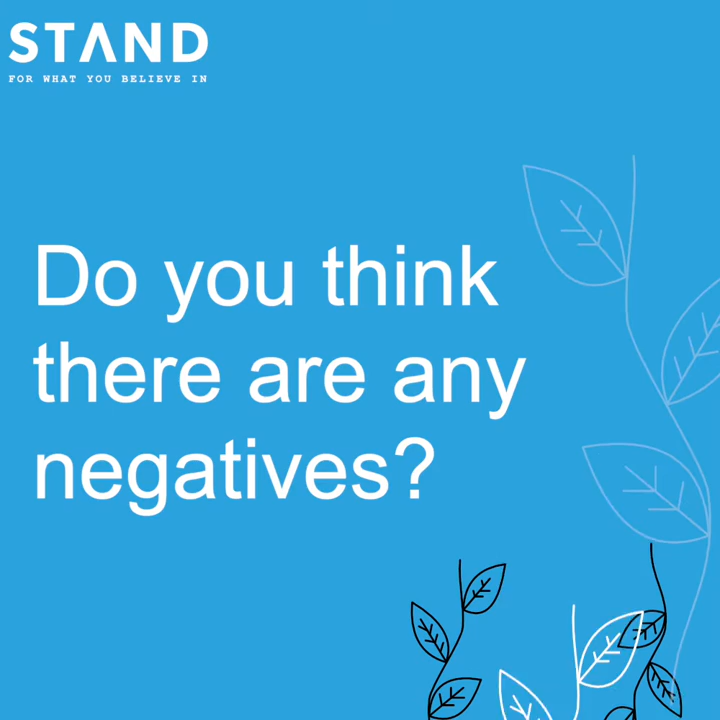 STAND
FOR WHAT YOU BELIEVE IN
Do you think
there are any
negatives?